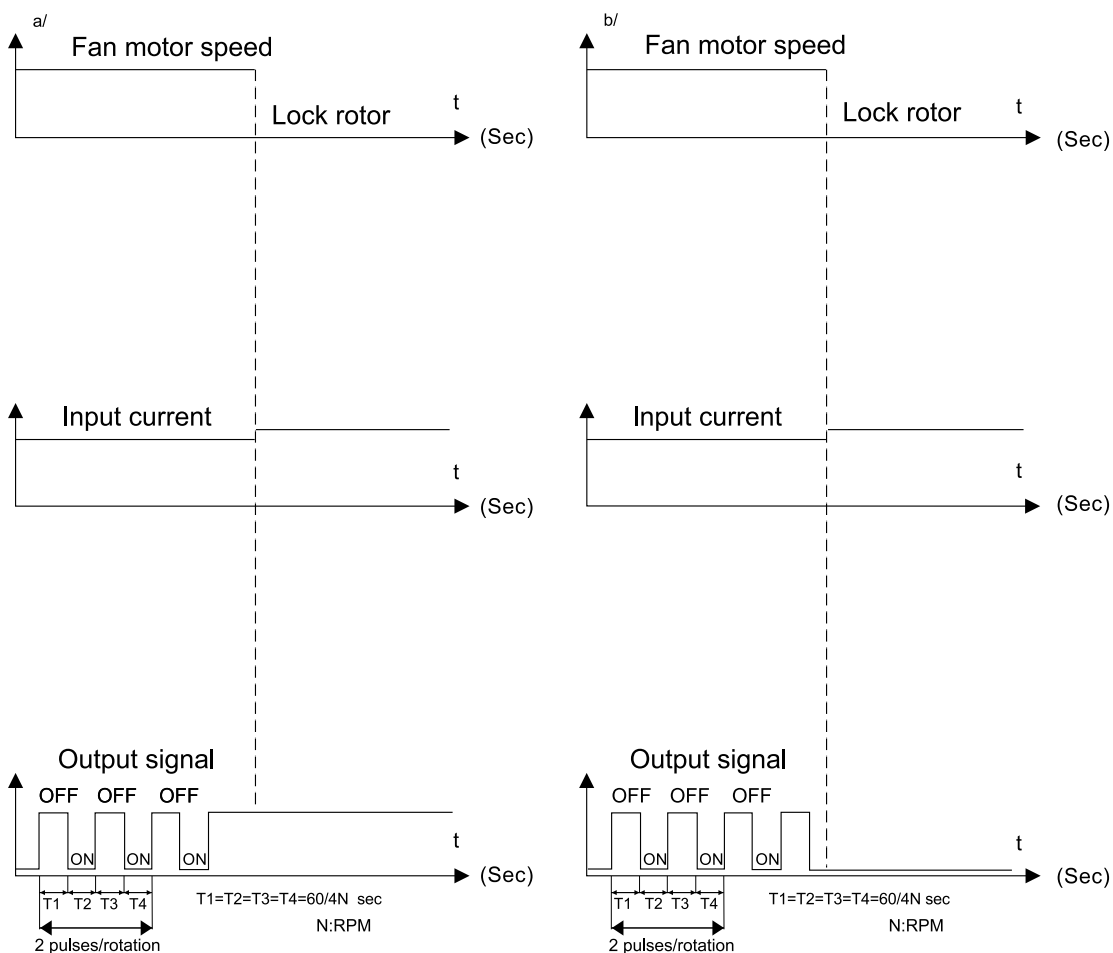 a/
Fan motor speed
t
Lock rotor
(Sec)
Input current
t
(Sec)
Output signal
OFF OFF OFF
t
ON ON ON
(Sec)
T1 T2 T3 T4
T1=T2=T3=T4=60/4N sec
N:RPM
2 pulses/rotation
b/
Fan motor speed
t
Lock rotor
(Sec)
Input current
t
(Sec)
Output signal
OFF OFF OFF
t
ON ON ON
(Sec)
T1 T2 T3 T4
T1=T2=T3=T4=60/4N sec
N:RPM
2 pulses/rotation